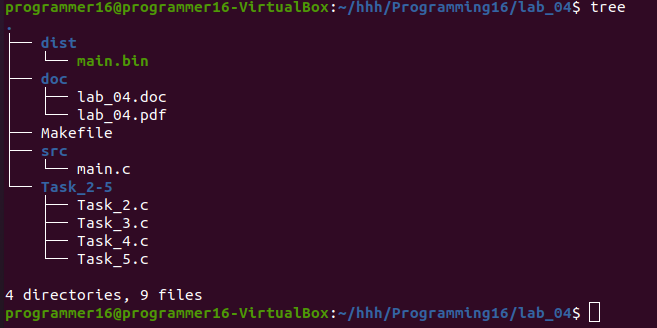 programmer16@programmer16-VirtualBox:~/hhh/Programming16/lab_04$ tree
.
├── dist
│   └── main.bin
├── doc
│   ├── lab_04.doc
│   └── lab_04.pdf
├── Makefile
├── src
│   └── main.c
└── Task_2-5
    ├── Task_2.c
    ├── Task_3.c
    ├── Task_4.c
    └── Task_5.c
4 directories, 9 files
programmer16@programmer16-VirtualBox:~/hhh/Programming16/lab_04$